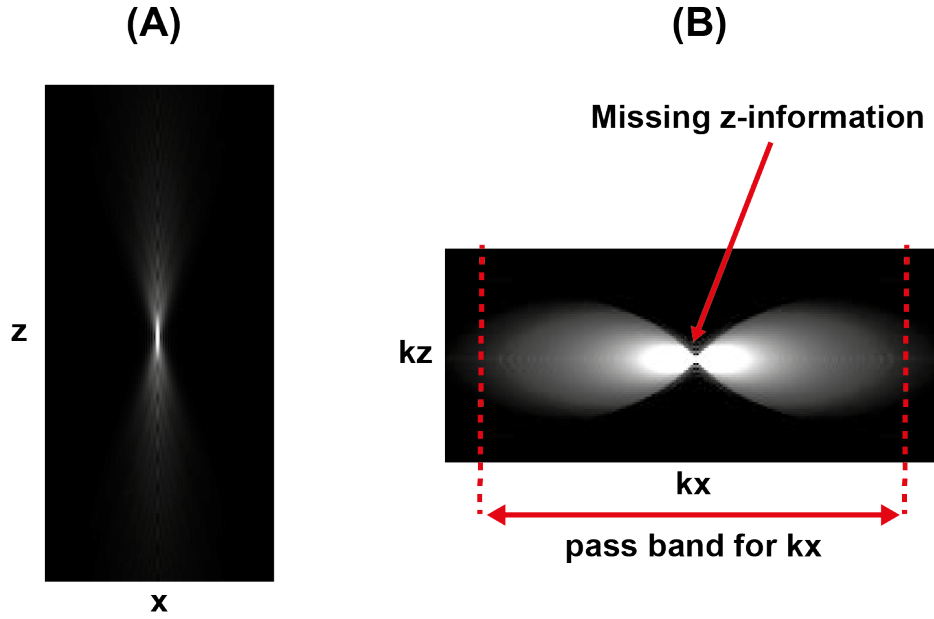 (A)
(B)
Missing z-information
z
kz
x
kx
pass band for kx